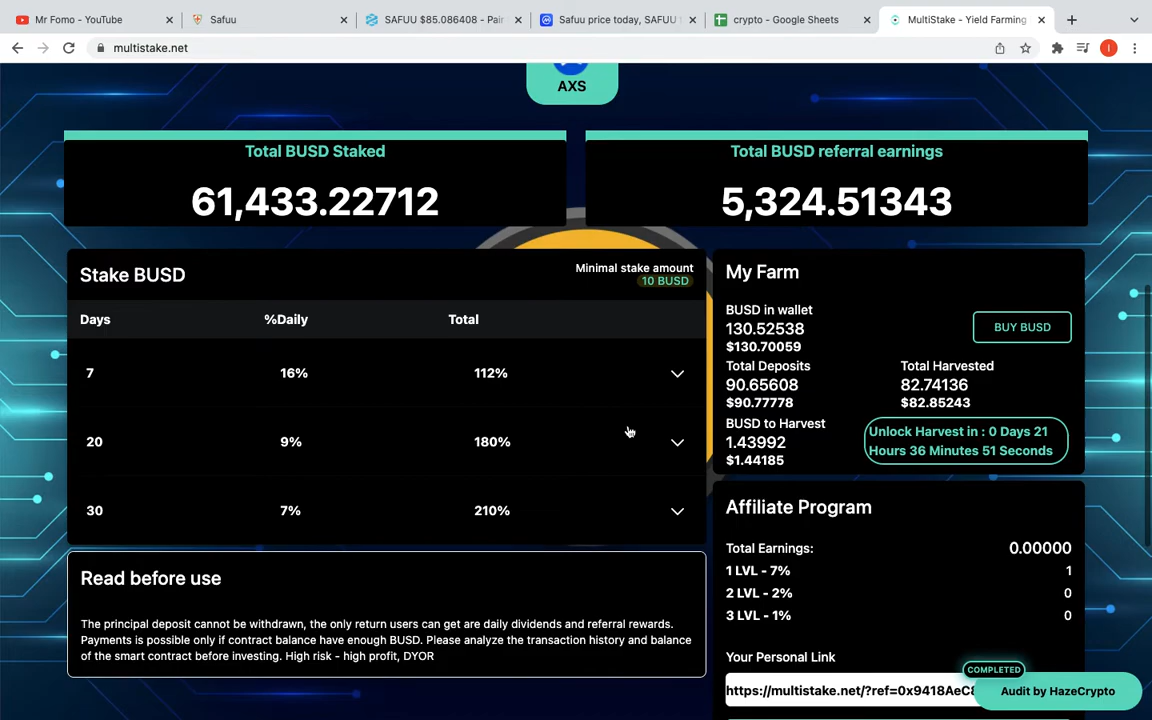 Mr Fomo - YouTube
Safuu
SAFUU $85.086408 - Pair
Safuu price today, SAFUU t
crypto - Google Sheets
MultiStake - Yield Farming
multistake.net
I
AXS
Total BUSD Staked
61,433.22712
Total BUSD referral earnings
5,324.51343
Stake BUSD
Minimal stake amount
10 BUSD
Days %Daily Total
7 16% 112%
20 9% 180%
30 7% 210%
Read before use
The principal deposit cannot be withdrawn, the only return users can get are daily dividends and referral rewards.
Payments is possible only if contract balance have enough BUSD. Please analyze the transaction history and balance
of the smart contract before investing. High risk - high profit, DYOR
My Farm
BUSD in wallet
130.52538
$130.70059
BUY BUSD
Total Deposits
90.65608
$90.77778
Total Harvested
82.74136
$82.85243
BUSD to Harvest
1.43992
$1.44185
Unlock Harvest in : 0 Days 21
Hours 36 Minutes 51 Seconds
Affiliate Program
Total Earnings: 0.00000
1 LVL - 7% 1
2 LVL - 2% 0
3 LVL - 1% 0
Your Personal Link
https://multistake.net/?ref=0x9418AeC8
COMPLETED
Audit by HazeCrypto